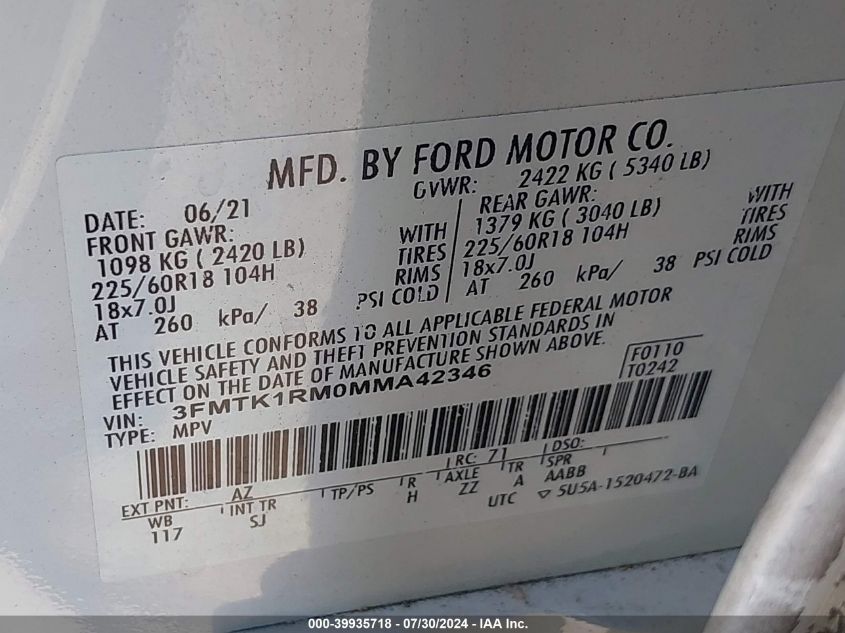 MFD. BY FORD MOTOR CO.
DATE: 06/21 GVWR: 2422 KG ( 5340 LB)
FRONT GAWR: REAR GAWR:
1098 KG ( 2420 LB) WITH 1379 KG ( 3040 LB) WITH
225/60R18 104H TIRES 225/60R18 104H TIRES
18x7.0J RIMS 18x7.0J RIMS
AT 260 kPa/ 38 PSI COLD AT 260 kPa/ 38 PSI COLD
THIS VEHICLE CONFORMS TO ALL APPLICABLE FEDERAL MOTOR
VEHICLE SAFETY AND THEFT PREVENTION STANDARDS IN
EFFECT ON THE DATE OF MANUFACTURE SHOWN ABOVE.
VIN: 3FMTK1RM0MMA42346 F0110
TYPE: MPV T0242
RC: 71 DSO:
EXT PNT: AZ TP/PS R AXLE TR SPR
WB INT TR H ZZ A AABB
117 SJ UTC ▽ 5U5A-1520472-BA
000-39935718 - 07/30/2024 - IAA Inc.